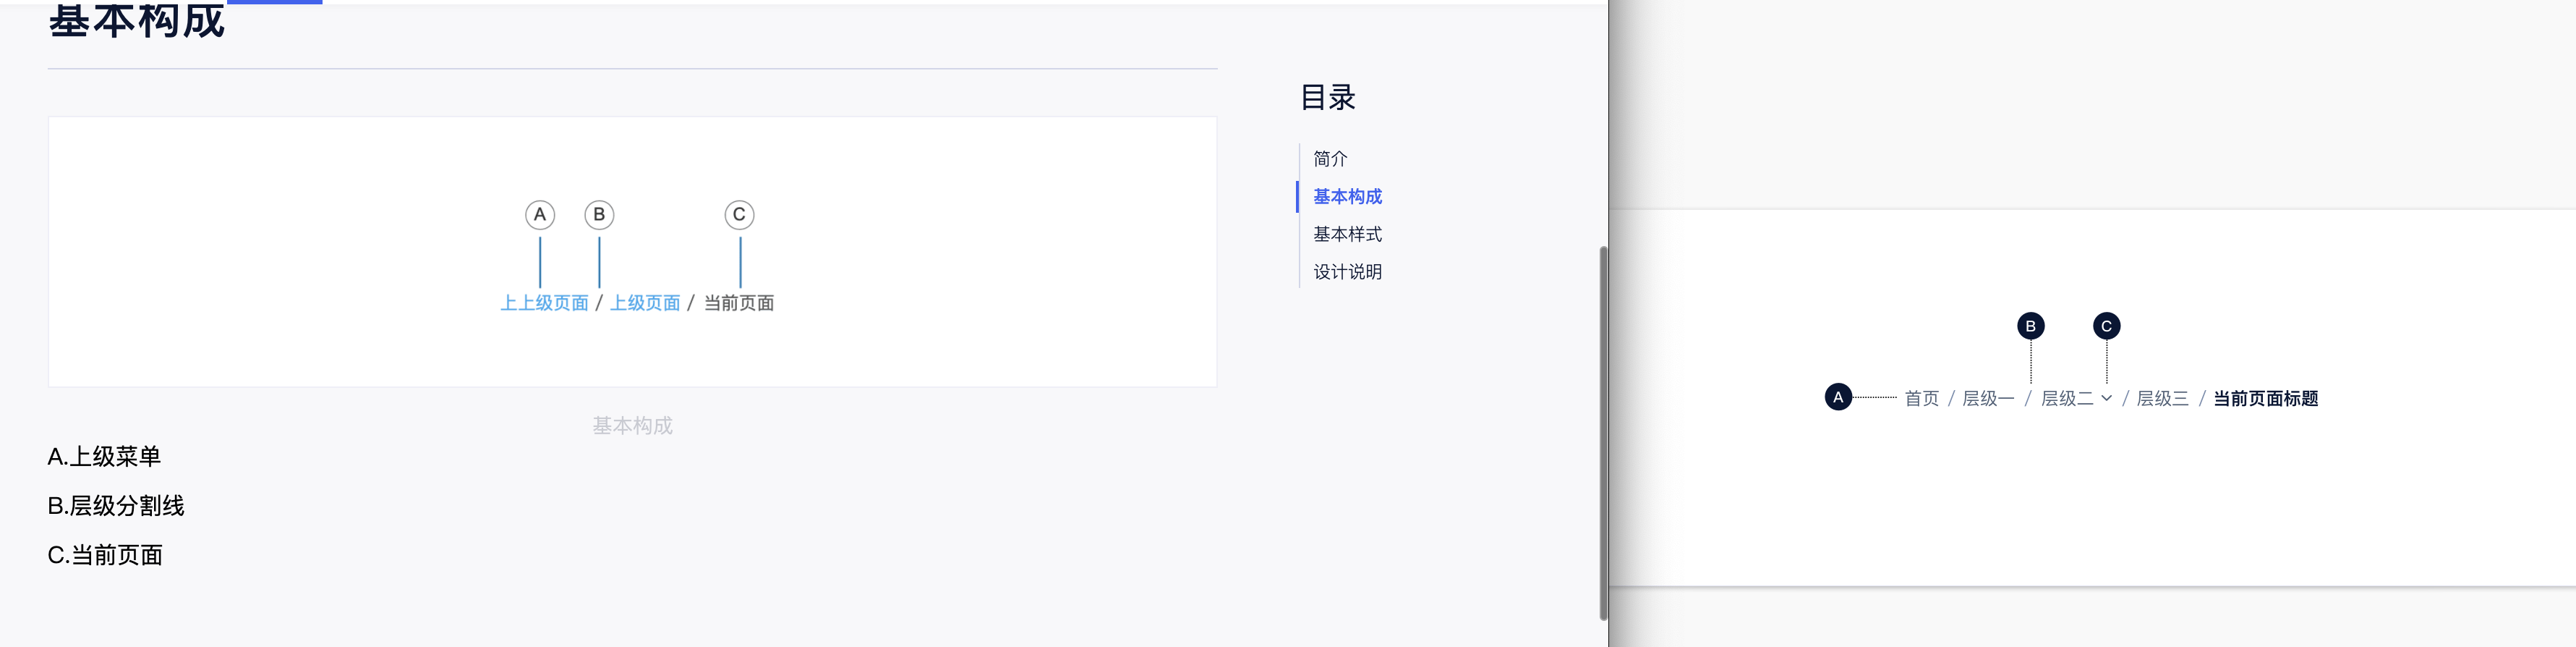 基本构成
目录
简介
基本构成
基本样式
设计说明
A B C
上上级页面 / 上级页面 / 当前页面
基本构成
A.上级菜单
B.层级分割线
C.当前页面
B C
A 首页 / 层级一 / 层级二 / 层级三 / 当前页面标题